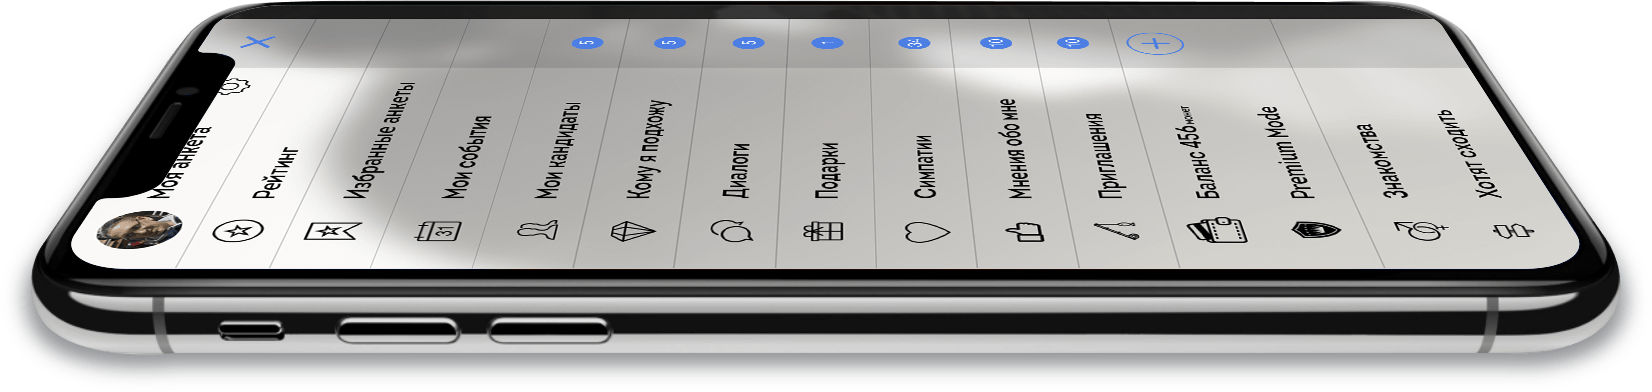 Моя анкета
Рейтинг
Избранные анкеты
Мои события
31
Мои кандидаты 5
Кому я подхожу 5
Диалоги 5
Подарки 1
Симпатии 34
Мнения обо мне 10
Приглашения 10
Баланс 456 монет
Premium Mode
Знакомства
Хотят сходить